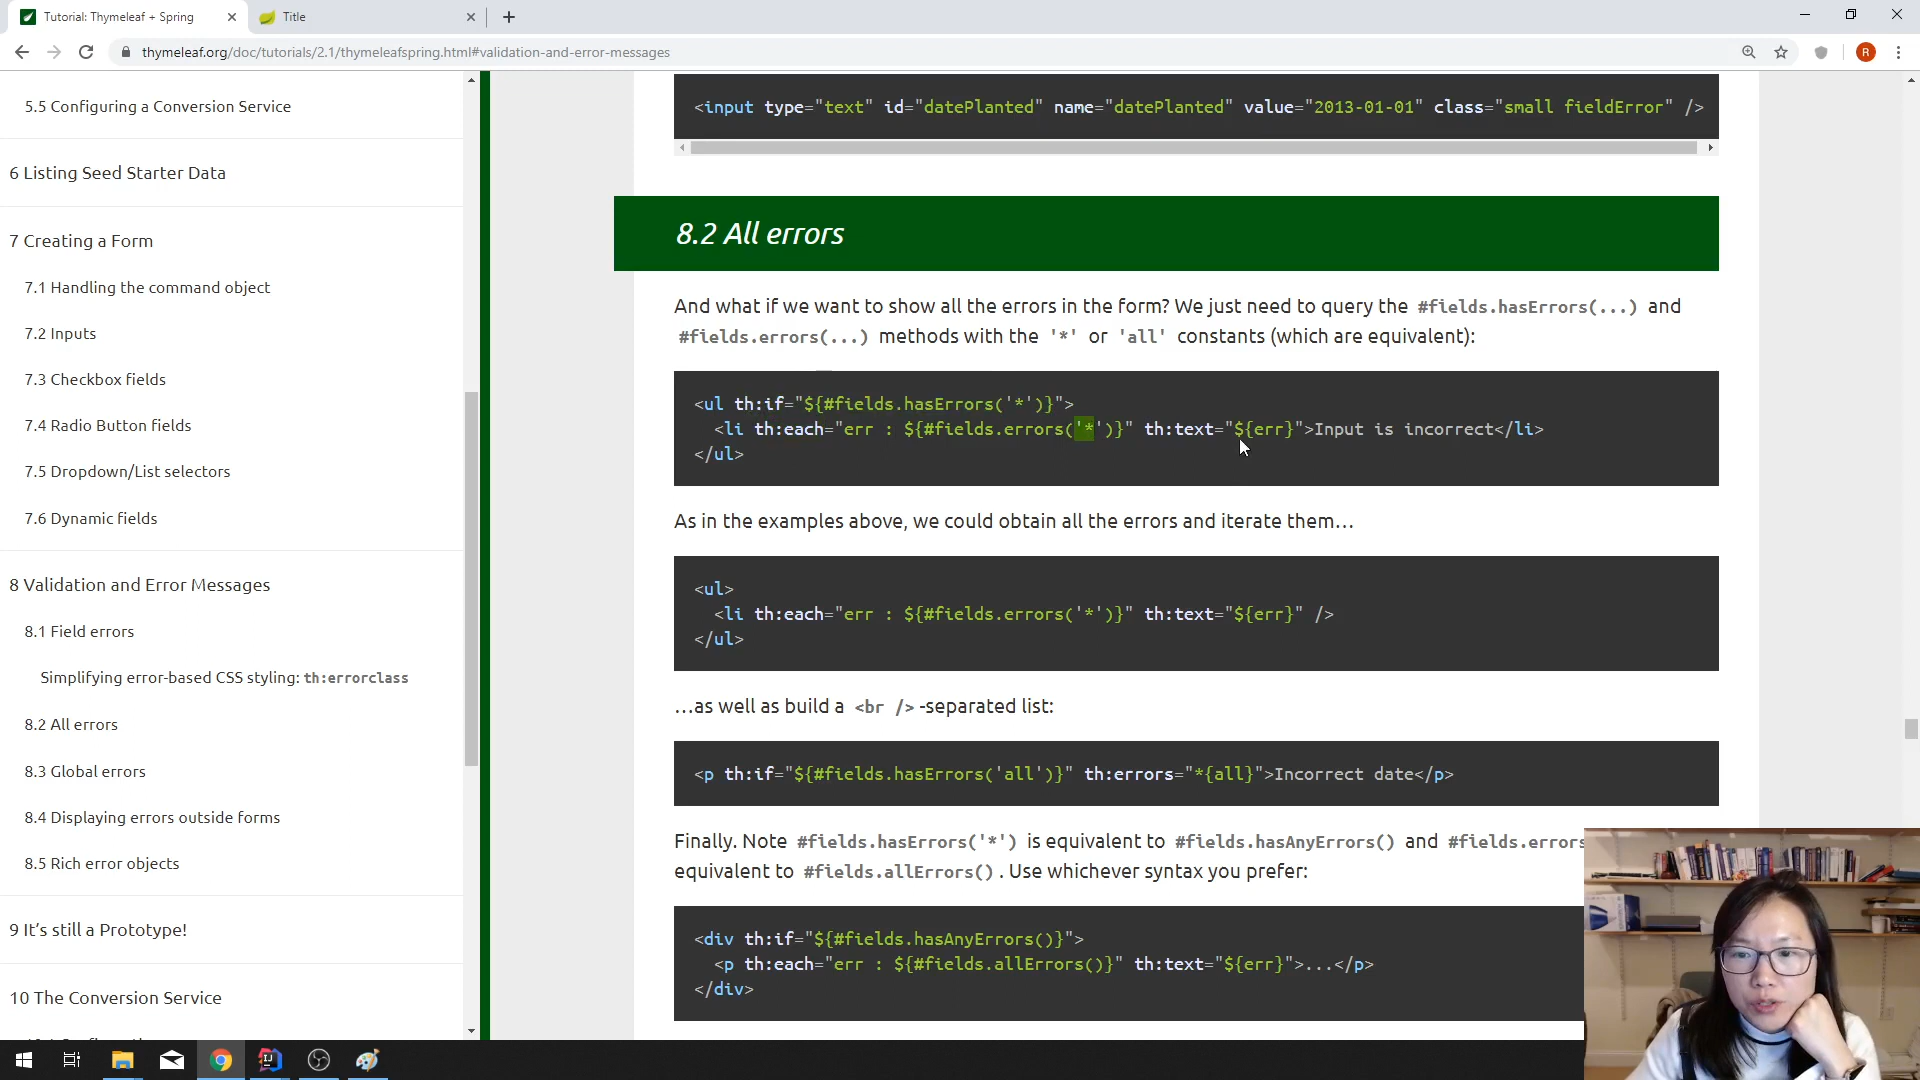 Tutorial: Thymeleaf + Spring
Title
thymeleaf.org/doc/tutorials/2.1/thymeleafspring.html#validation-and-error-messages
R
5.5 Configuring a Conversion Service
6 Listing Seed Starter Data
7 Creating a Form
7.1 Handling the command object
7.2 Inputs
7.3 Checkbox fields
7.4 Radio Button fields
7.5 Dropdown/List selectors
7.6 Dynamic fields
8 Validation and Error Messages
8.1 Field errors
Simplifying error-based CSS styling: th:errorclass
8.2 All errors
8.3 Global errors
8.4 Displaying errors outside forms
8.5 Rich error objects
9 It’s still a Prototype!
10 The Conversion Service
<input type="text" id="datePlanted" name="datePlanted" value="2013-01-01" class="small fieldError" />
8.2 All errors
And what if we want to show all the errors in the form? We just need to query the #fields.hasErrors(...) and
#fields.errors(...) methods with the '*' or 'all' constants (which are equivalent):
<ul th:if="${#fields.hasErrors('*')}">
<li th:each="err : ${#fields.errors('*')}" th:text="${err}">Input is incorrect</li>
</ul>
As in the examples above, we could obtain all the errors and iterate them…
<ul>
<li th:each="err : ${#fields.errors('*')}" th:text="${err}" />
</ul>
…as well as build a <br />-separated list:
<p th:if="${#fields.hasErrors('all')}" th:errors="*{all}">Incorrect date</p>
Finally. Note #fields.hasErrors('*') is equivalent to #fields.hasAnyErrors() and #fields.errors
equivalent to #fields.allErrors(). Use whichever syntax you prefer:
<div th:if="${#fields.hasAnyErrors()}">
<p th:each="err : ${#fields.allErrors()}" th:text="${err}">...</p>
</div>